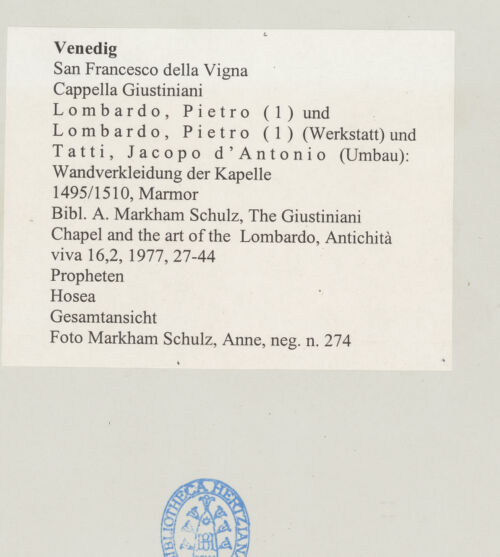 Venedig
San Francesco della Vigna
Cappella Giustiniani
Lombardo, Pietro (1) und
Lombardo, Pietro (1) (Werkstatt) und
Tatti, Jacopo d'Antonio (Umbau):
Wandverkleidung der Kapelle
1495/1510, Marmor
Bibl. A. Markham Schulz, The Giustiniani
Chapel and the art of the Lombardo, Antichità
viva 16,2, 1977, 27-44
Propheten
Hosea
Gesamtansicht
Foto Markham Schulz, Anne, neg. n. 274
BIBLIOTHECA HERTZIANA